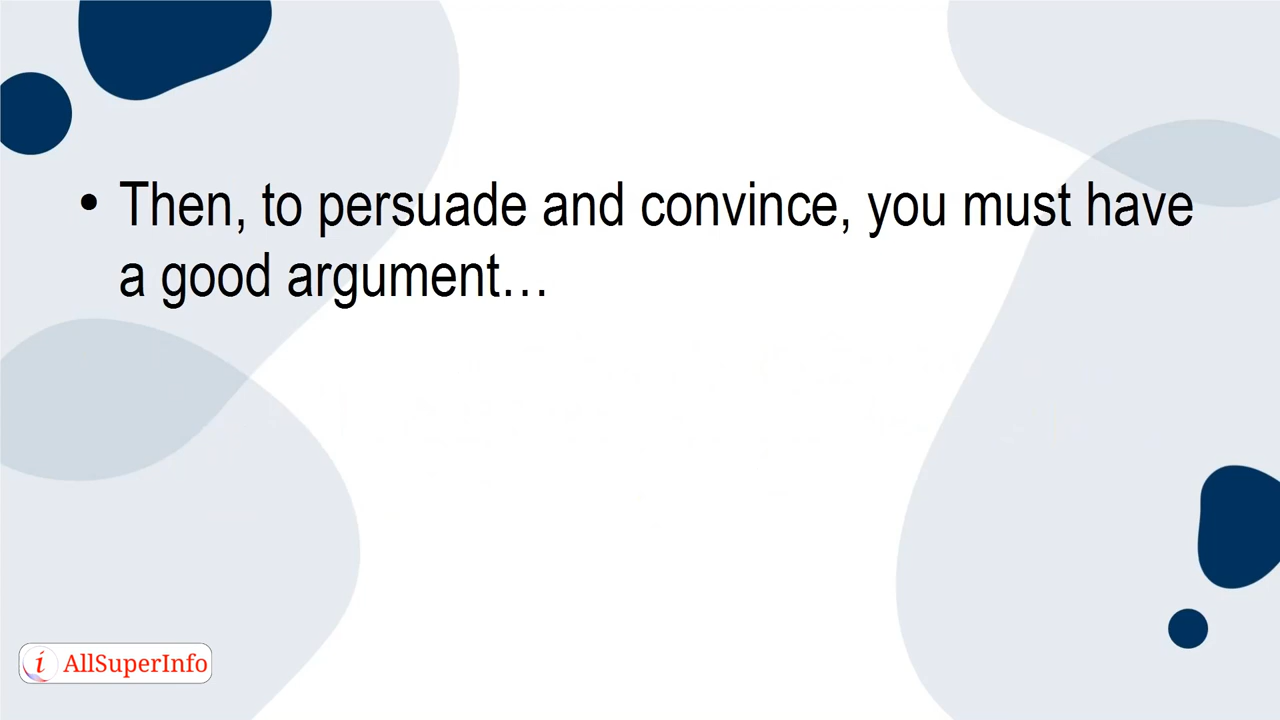 • Then, to persuade and convince, you must have
a good argument…
i AllSuperInfo